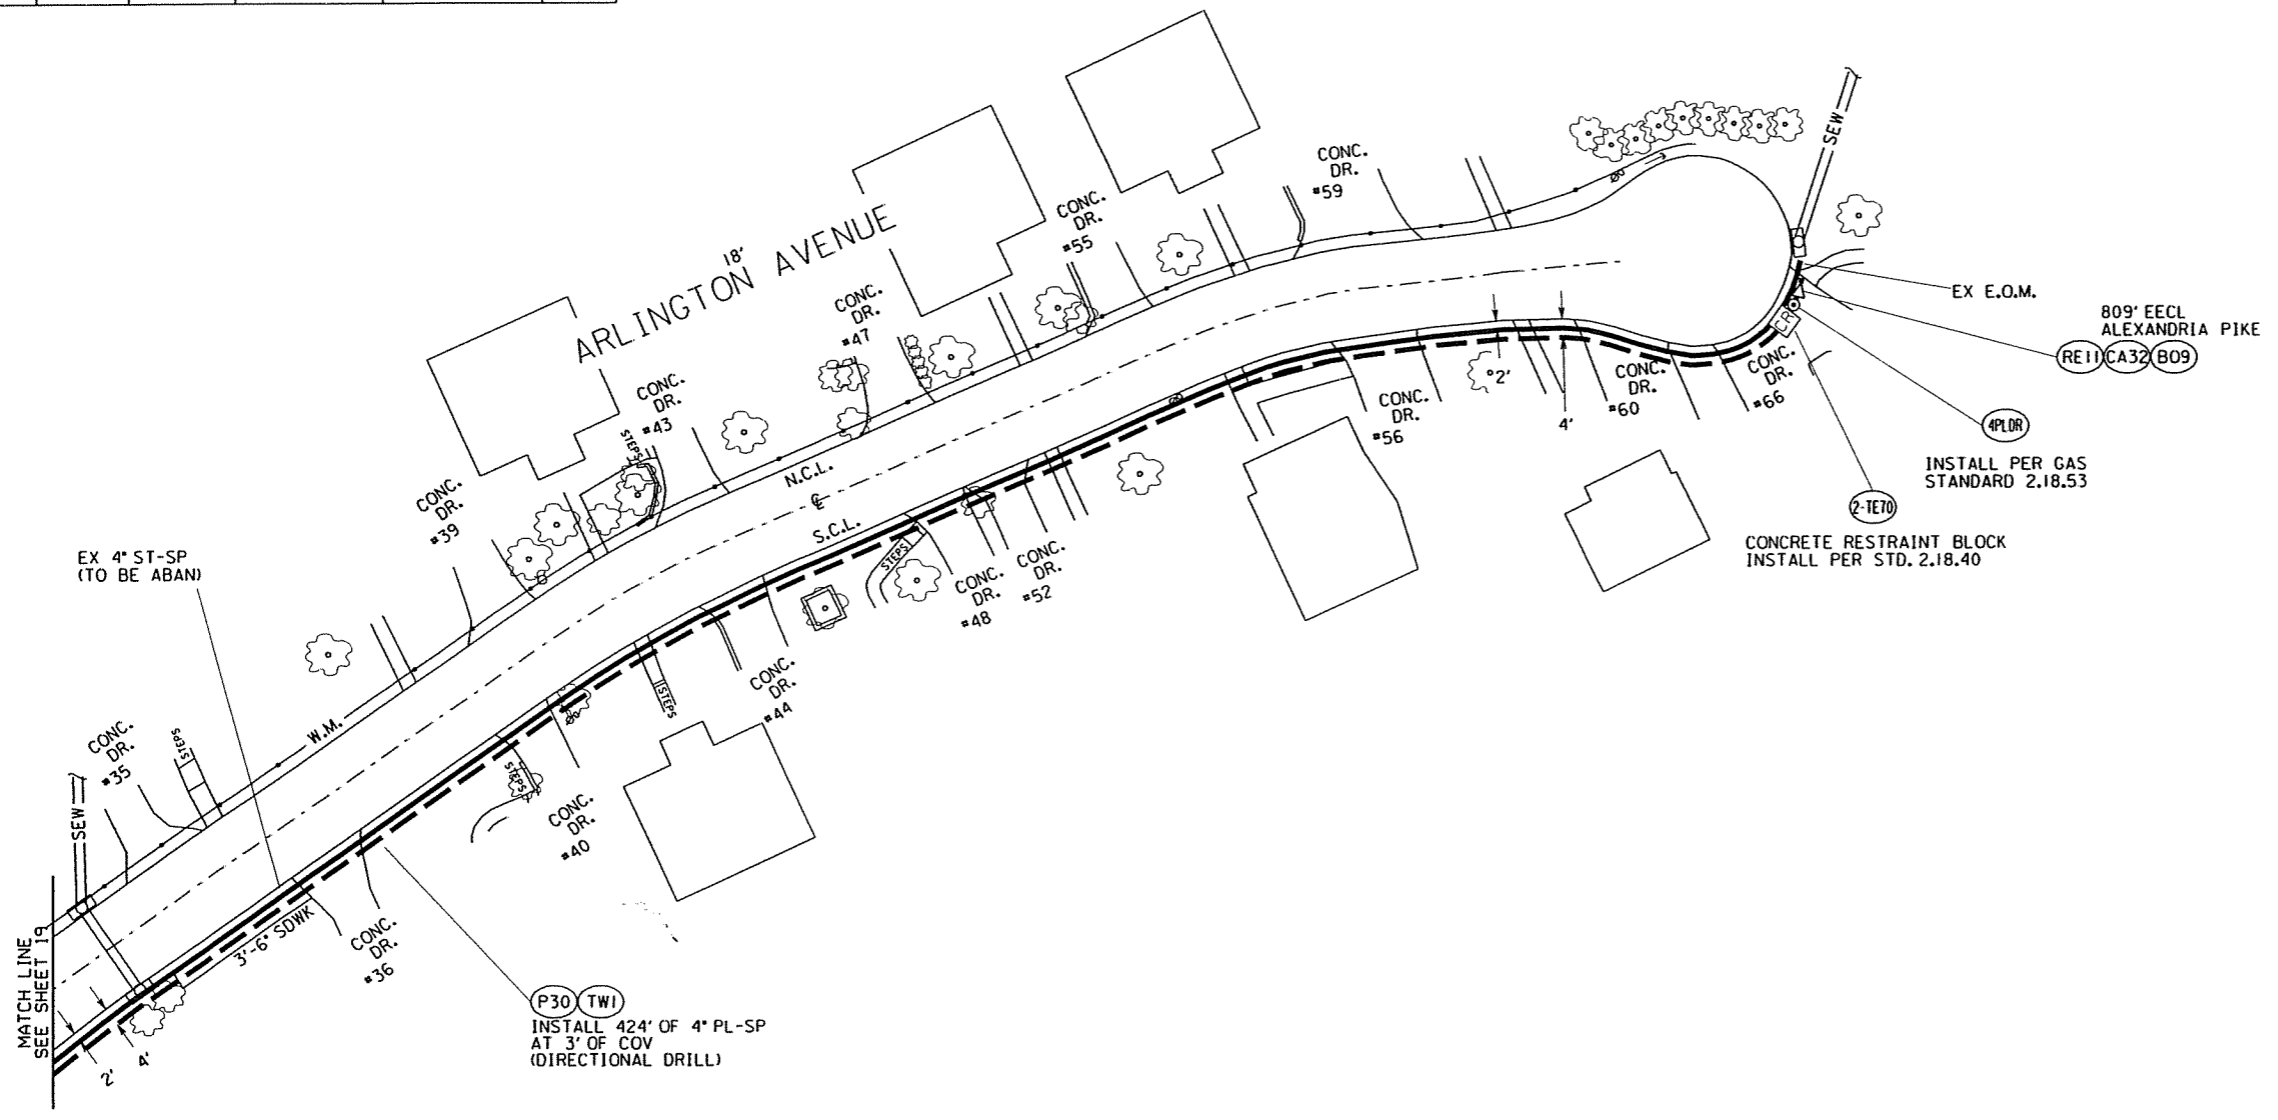 ARLINGTON AVENUE
18'
CONC.
DR.
#59
CONC.
DR.
#55
CONC.
DR.
#47
CONC.
DR.
#43
STEPS
CONC.
DR.
#39
CONC.
DR.
#35
STEPS
SEW
SEW
W.M.
N.C.L.
℄
S.C.L.
EX 4" ST-SP
(TO BE ABAN)
EX E.O.M.
809' EECL
ALEXANDRIA PIKE
RE11 CA32 B09
4PLDR
INSTALL PER GAS
STANDARD 2.18.53
2-TE70
CONCRETE RESTRAINT BLOCK
INSTALL PER STD. 2.18.40
CR
CONC.
DR.
#66
CONC.
DR.
#60
2'
4'
CONC.
DR.
#56
CONC.
DR.
#52
CONC.
DR.
#48
STEPS
CONC.
DR.
#44
STEPS
STEPS
CONC.
DR.
#40
CONC.
DR.
#36
3'-6" SDWK
P30 TW1
INSTALL 424' OF 4" PL-SP
AT 3' OF COV
(DIRECTIONAL DRILL)
MATCH LINE
SEE SHEET 19
2'
4'